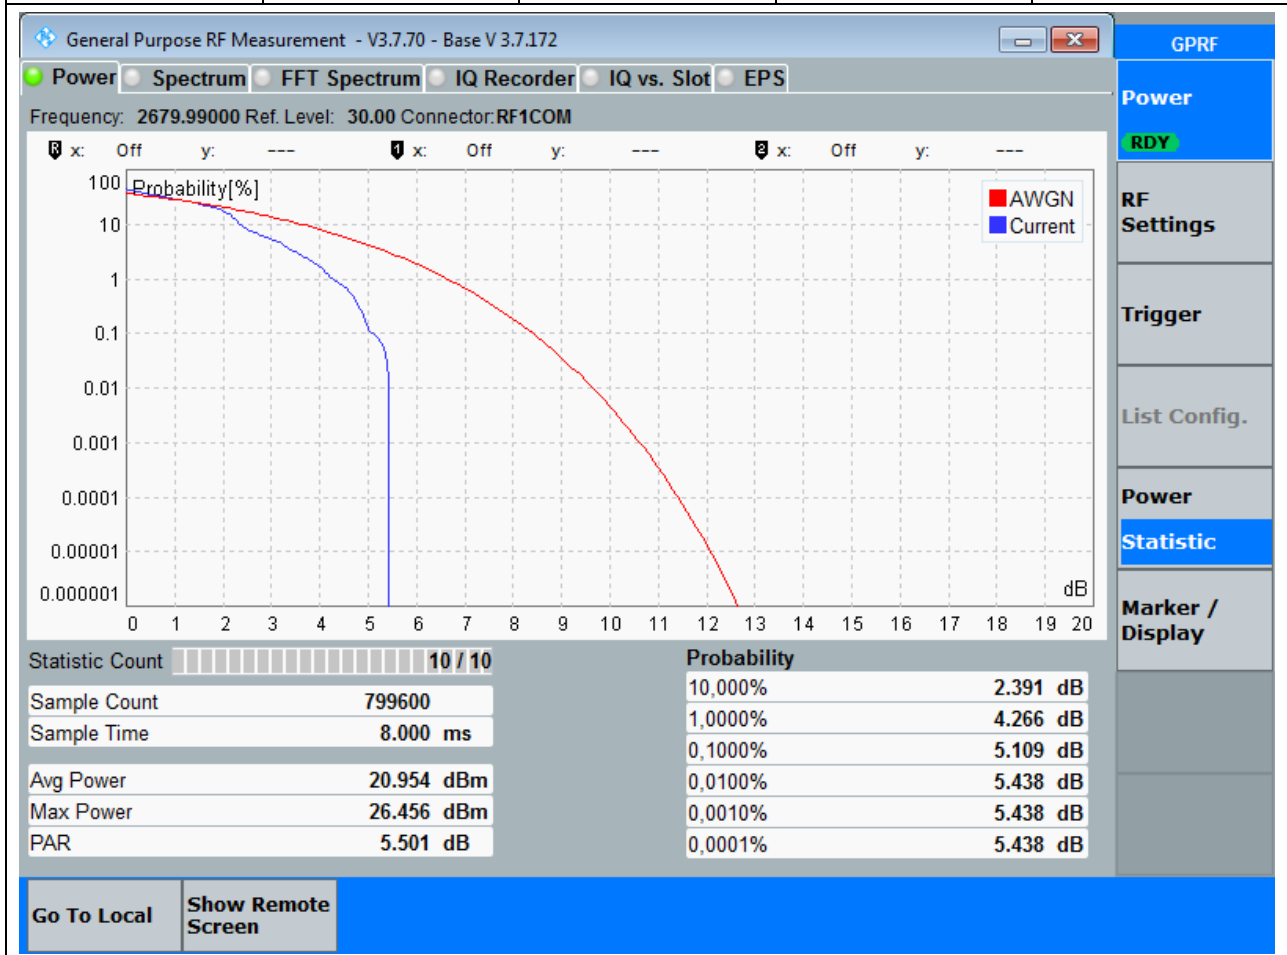 General Purpose RF Measurement - V3.7.70 - Base V 3.7.172
GPRF
Power Spectrum FFT Spectrum IQ Recorder IQ vs. Slot EPS
Frequency: 2679.99000 Ref. Level: 30.00 Connector:RF1COM
R x: Off y: --- 1 x: Off y: --- 2 x: Off y: ---
Probability[%]
AWGN
Current
100
10
1
0.1
0.01
0.001
0.0001
0.00001
0.000001
dB
0 1 2 3 4 5 6 7 8 9 10 11 12 13 14 15 16 17 18 19 20
Statistic Count 10 / 10
Sample Count 799600
Sample Time 8.000 ms
Avg Power 20.954 dBm
Max Power 26.456 dBm
PAR 5.501 dB
Probability
10,000% 2.391 dB
1,0000% 4.266 dB
0,1000% 5.109 dB
0,0100% 5.438 dB
0,0010% 5.438 dB
0,0001% 5.438 dB
Power
RDY
RF
Settings
Trigger
List Config.
Power
Statistic
Marker /
Display
Go To Local
Show Remote
Screen